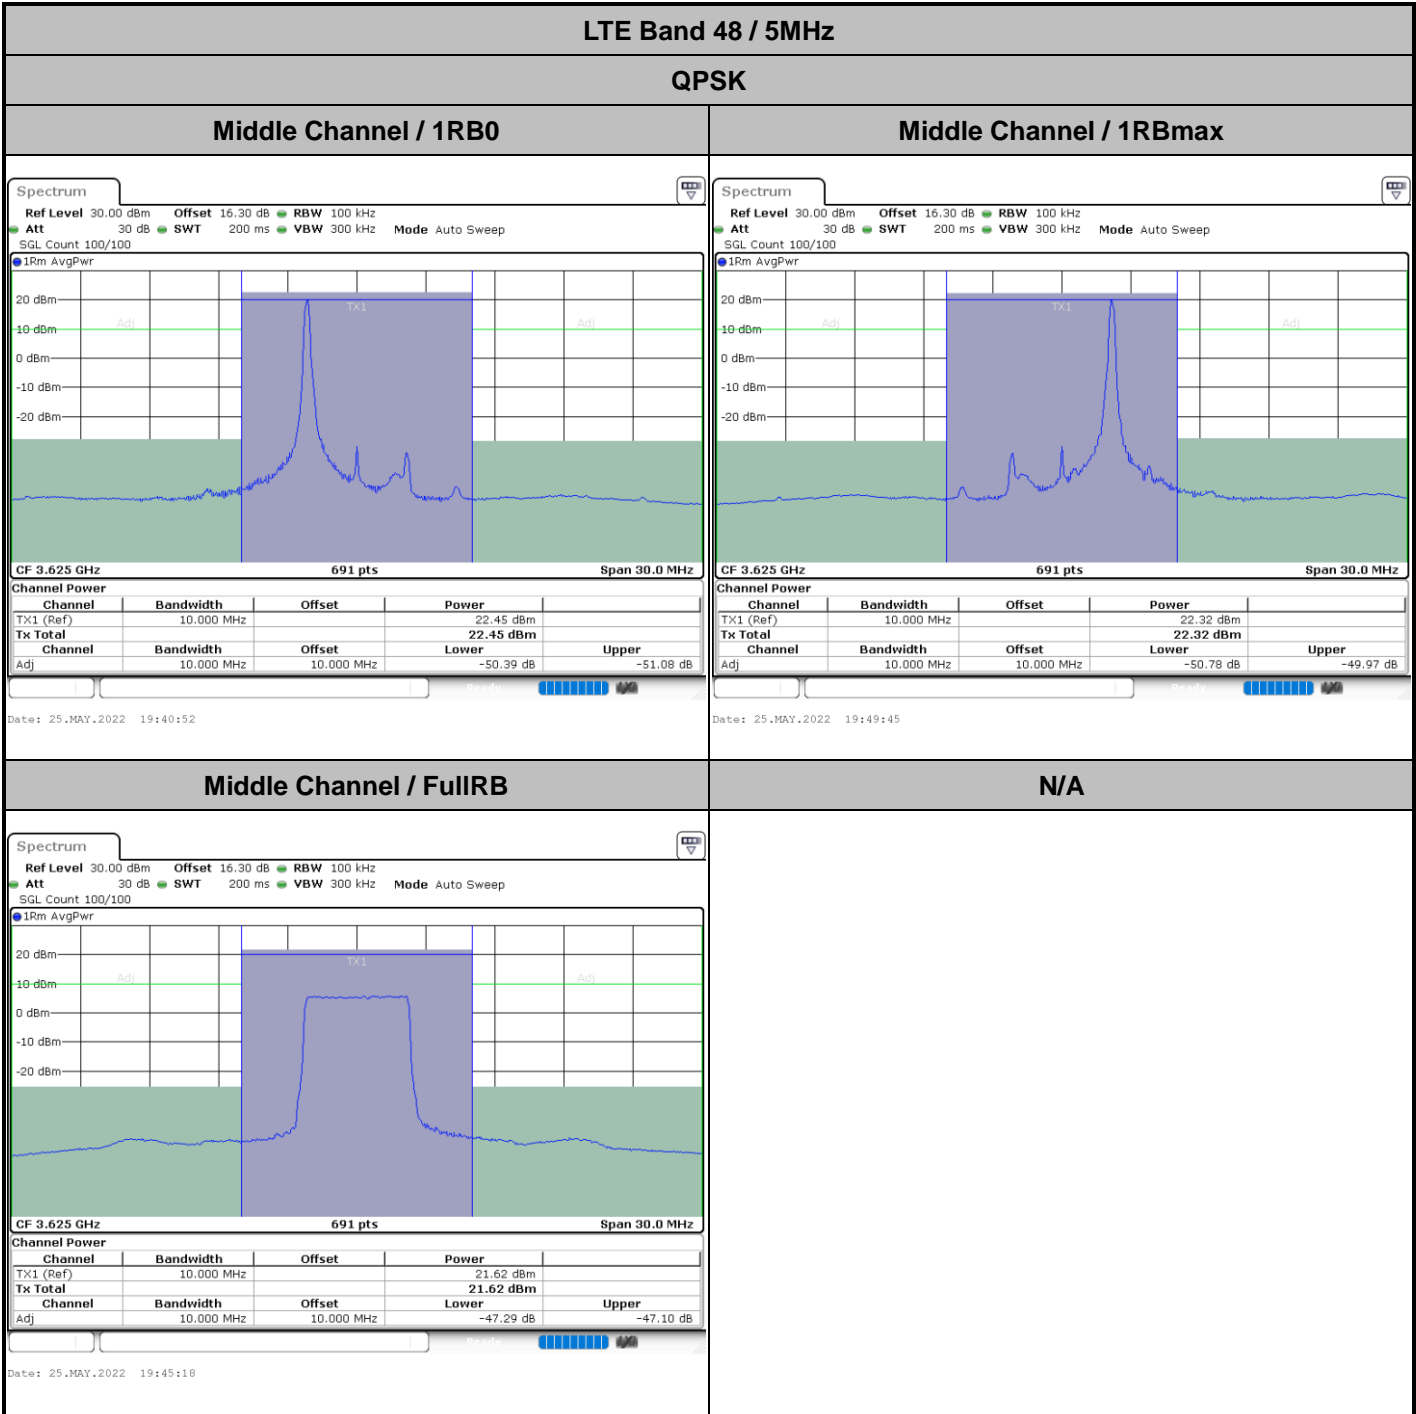 LTE Band 48 / 5MHz
QPSK
Middle Channel / 1RB0
Middle Channel / 1RBmax
Spectrum
Ref Level 30.00 dBm Offset 16.30 dB RBW 100 kHz
Att 30 dB SWT 200 ms VBW 300 kHz Mode Auto Sweep
SGL Count 100/100
1Rm AvgPwr
20 dBm
10 dBm
0 dBm
-10 dBm
-20 dBm
Adj
TX1
Adj
CF 3.625 GHz 691 pts Span 30.0 MHz
Channel Power
Channel Bandwidth Offset Power
TX1 (Ref) 10.000 MHz 22.45 dBm
Tx Total 22.45 dBm
Channel Bandwidth Offset Lower Upper
Adj 10.000 MHz 10.000 MHz -50.39 dB -51.08 dB
Ready
Date: 25.MAY.2022 19:40:52
Spectrum
Ref Level 30.00 dBm Offset 16.30 dB RBW 100 kHz
Att 30 dB SWT 200 ms VBW 300 kHz Mode Auto Sweep
SGL Count 100/100
1Rm AvgPwr
20 dBm
10 dBm
0 dBm
-10 dBm
-20 dBm
Adj
TX1
Adj
CF 3.625 GHz 691 pts Span 30.0 MHz
Channel Power
Channel Bandwidth Offset Power
TX1 (Ref) 10.000 MHz 22.32 dBm
Tx Total 22.32 dBm
Channel Bandwidth Offset Lower Upper
Adj 10.000 MHz 10.000 MHz -50.78 dB -49.97 dB
Ready
Date: 25.MAY.2022 19:49:45
Middle Channel / FullRB
N/A
Spectrum
Ref Level 30.00 dBm Offset 16.30 dB RBW 100 kHz
Att 30 dB SWT 200 ms VBW 300 kHz Mode Auto Sweep
SGL Count 100/100
1Rm AvgPwr
20 dBm
10 dBm
0 dBm
-10 dBm
-20 dBm
Adj
TX1
Adj
CF 3.625 GHz 691 pts Span 30.0 MHz
Channel Power
Channel Bandwidth Offset Power
TX1 (Ref) 10.000 MHz 21.62 dBm
Tx Total 21.62 dBm
Channel Bandwidth Offset Lower Upper
Adj 10.000 MHz 10.000 MHz -47.29 dB -47.10 dB
Ready
Date: 25.MAY.2022 19:45:18